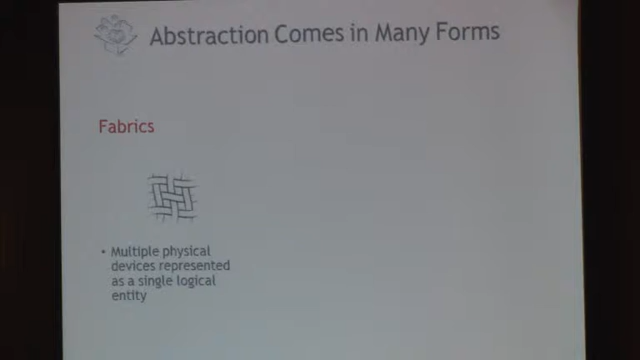 Abstraction Comes in Many Forms
Fabrics
• Multiple physical
devices represented
as a single logical
entity